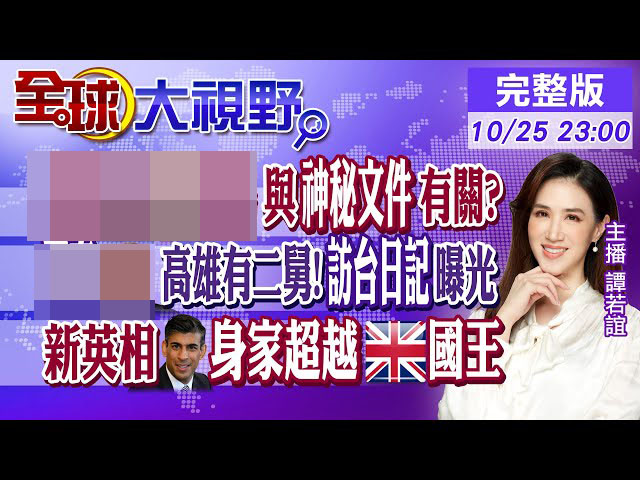 全球大視野
完整版
10/25 23:00
與神秘文件有關?
高雄有二舅!訪台日記曝光
新英相身家超越國王
主播 譚若誼